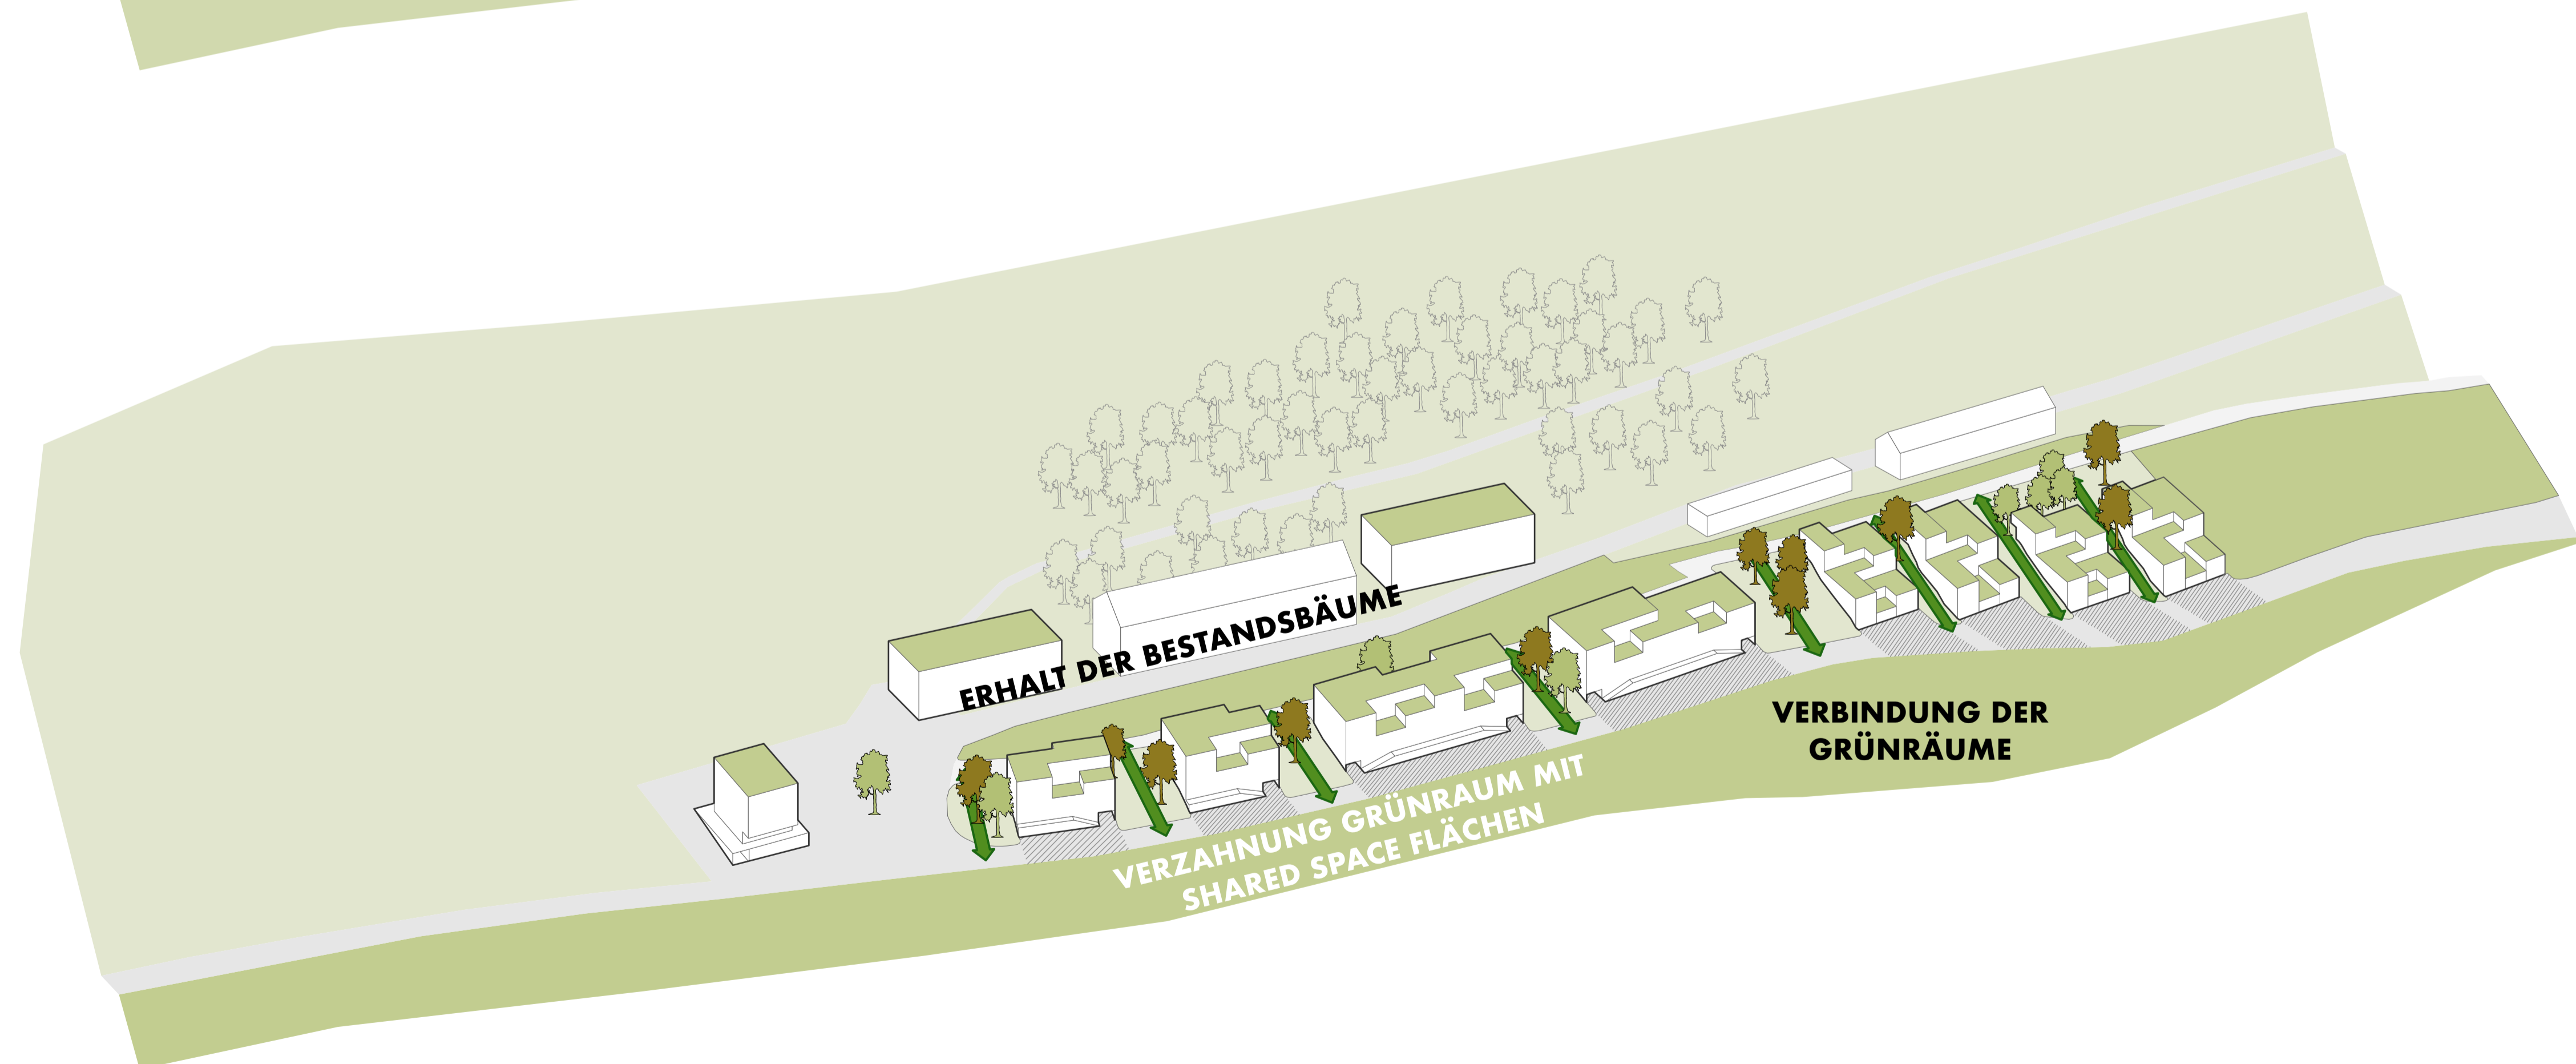 ERHALT DER BESTANDSBÄUME
VERBINDUNG DER
GRÜNRÄUME
VERZAHNUNG GRÜNRAUM MIT
SHARED SPACE FLÄCHEN